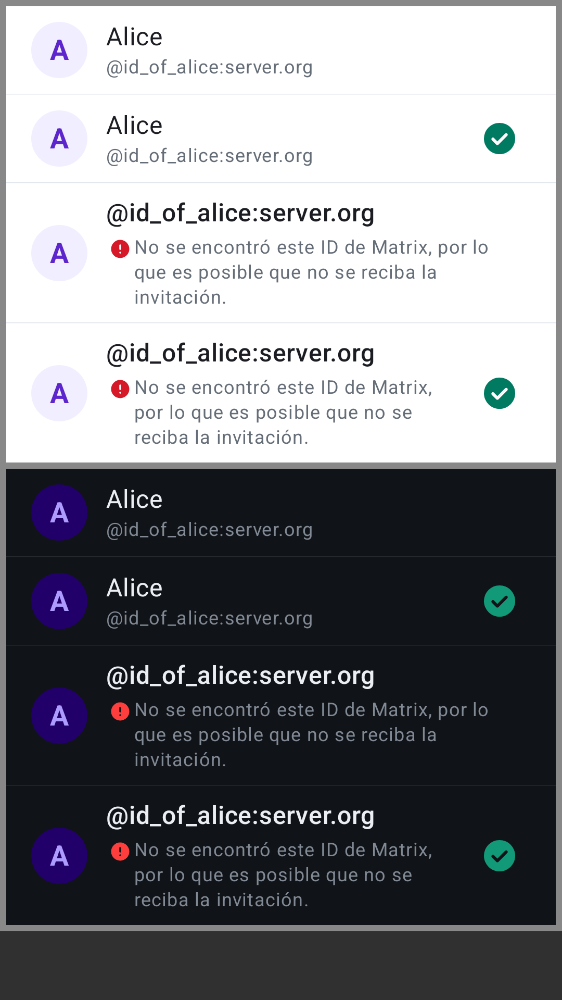 A
Alice
@id_of_alice:server.org
A
Alice
@id_of_alice:server.org
@id_of_alice:server.org
A
No se encontró este ID de Matrix, por lo
que es posible que no se reciba la
invitación.
@id_of_alice:server.org
A
No se encontró este ID de Matrix,
por lo que es posible que no se
reciba la invitación.
A
Alice
@id_of_alice:server.org
A
Alice
@id_of_alice:server.org
@id_of_alice:server.org
A
No se encontró este ID de Matrix, por lo
que es posible que no se reciba la
invitación.
@id_of_alice:server.org
A
No se encontró este ID de Matrix,
por lo que es posible que no se
reciba la invitación.